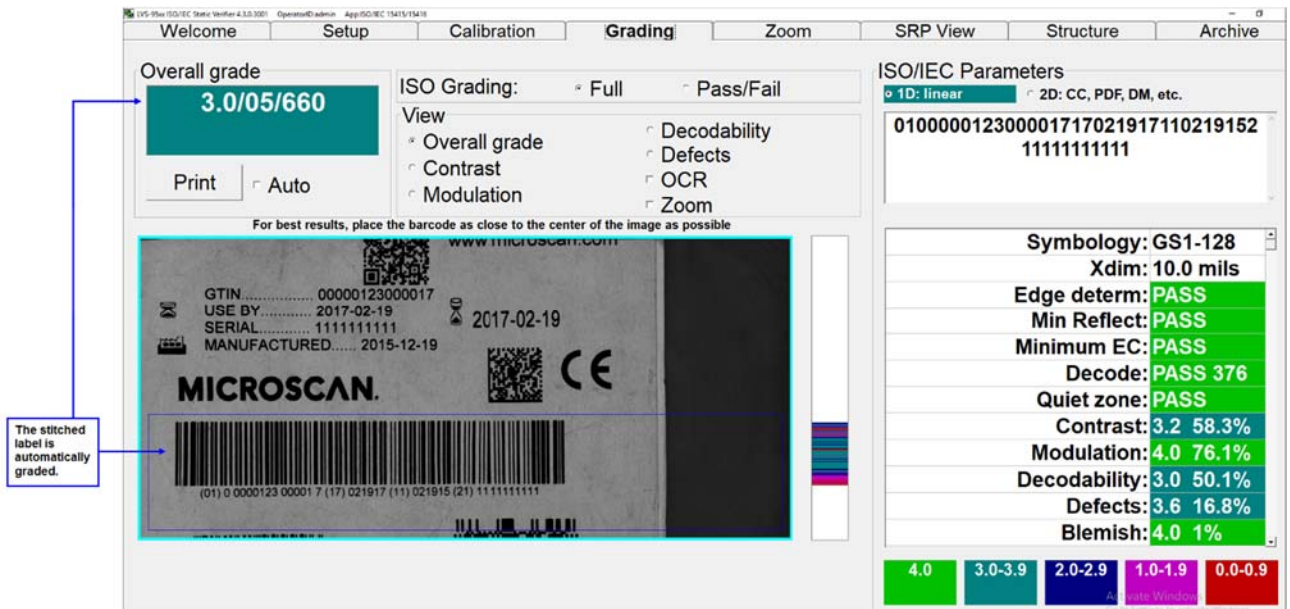 LVS-95xx ISO/IEC Static Verifier 4.3.0.3001 OperatorID:admin App:ISO/IEC 15415/15416
Welcome Setup Calibration Grading Zoom SRP View Structure Archive
Overall grade
3.0/05/660
Print Auto
ISO Grading: Full Pass/Fail
View
Overall grade Decodability
Contrast Defects
Modulation OCR
Zoom
For best results, place the barcode as close to the center of the image as possible
www.microscan.com
GTIN................ 00000123000017
USE BY............ 2017-02-19
SERIAL............ 1111111111
MANUFACTURED...... 2015-12-19
2017-02-19
CE
MICROSCAN.
(01) 0 0000123 00001 7 (17) 021917 (11) 021915 (21) 1111111111
The stitched
label is
automatically
graded.
ISO/IEC Parameters
1D: linear 2D: CC, PDF, DM, etc.
010000012300001717021917110219152
11111111111
Symbology: GS1-128
Xdim: 10.0 mils
Edge determ: PASS
Min Reflect: PASS
Minimum EC: PASS
Decode: PASS 376
Quiet zone: PASS
Contrast: 3.2 58.3%
Modulation: 4.0 76.1%
Decodability: 3.0 50.1%
Defects: 3.6 16.8%
Blemish: 4.0 1%
4.0 3.0-3.9 2.0-2.9 1.0-1.9 0.0-0.9
Activate Windows